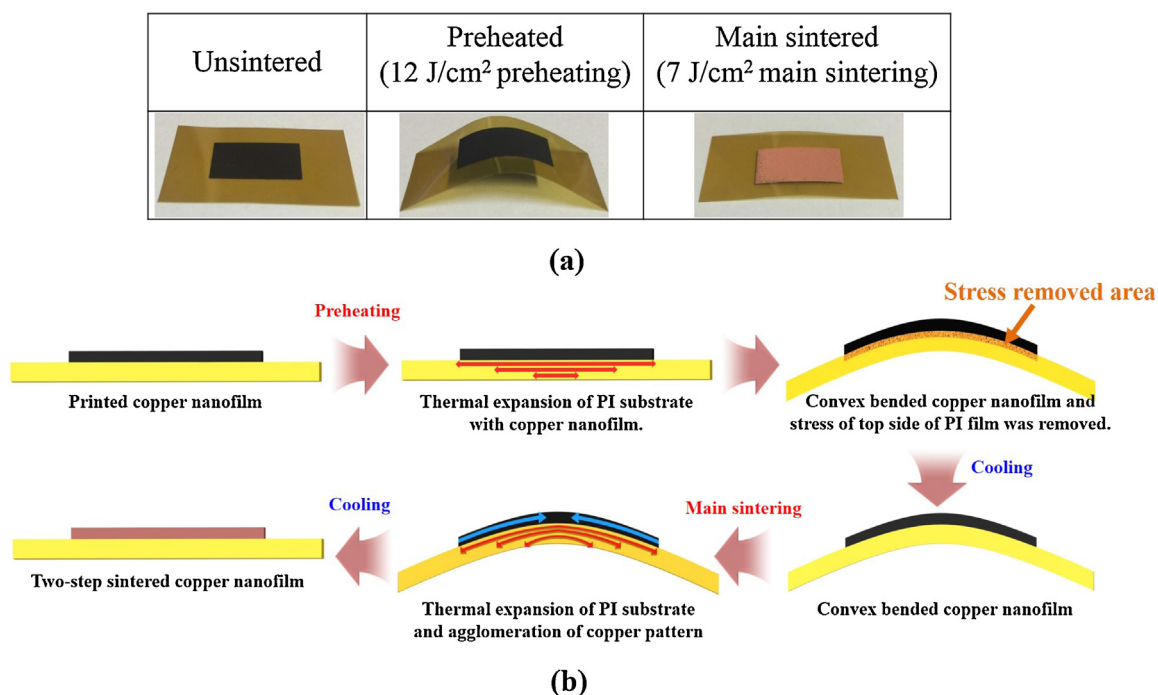 Unsintered
Preheated
(12 J/cm² preheating)
Main sintered
(7 J/cm² main sintering)
(a)
Stress removed area
Preheating
Printed copper nanofilm
Thermal expansion of PI substrate
with copper nanofilm.
Convex bended copper nanofilm and
stress of top side of PI film was removed.
Cooling
Cooling
Main sintering
Two-step sintered copper nanofilm
Thermal expansion of PI substrate
and agglomeration of copper pattern
Convex bended copper nanofilm
(b)